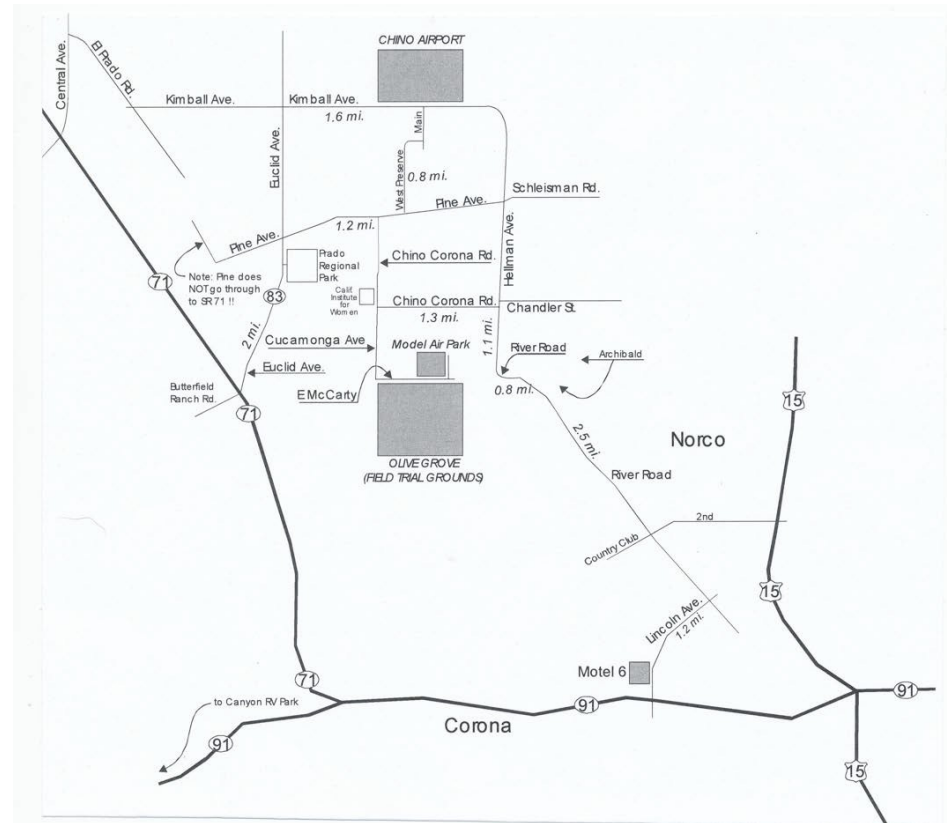 CHINO AIRPORT
Central Ave.
El Prado Rd.
Kimball Ave.
Kimball Ave.
1.6 mi.
Main
Euclid Ave.
West Preserve
0.8 mi.
Schleisman Rd.
Pine Ave.
1.2 mi.
Pine Ave.
Hellman Ave.
Prado
Regional
Park
Chino Corona Rd.
Note: Pine does
NOT go through
to SR 71 !!
71
83
Calif.
Institute
for
Women
Chino Corona Rd.
1.3 mi.
Chandler St.
2 mi.
Cucamonga Ave
Model Air Park
1.1 mi.
River Road
Archibald
Euclid Ave.
Butterfield
Ranch Rd.
E McCarty
0.8 mi.
71
15
2.5 mi.
Norco
OLIVE GROVE
(FIELD TRIAL GROUNDS)
River Road
2nd
Country Club
15
Lincoln Ave.
1.2 mi.
Motel 6
71
91
to Canyon RV Park
91
Corona
91
15